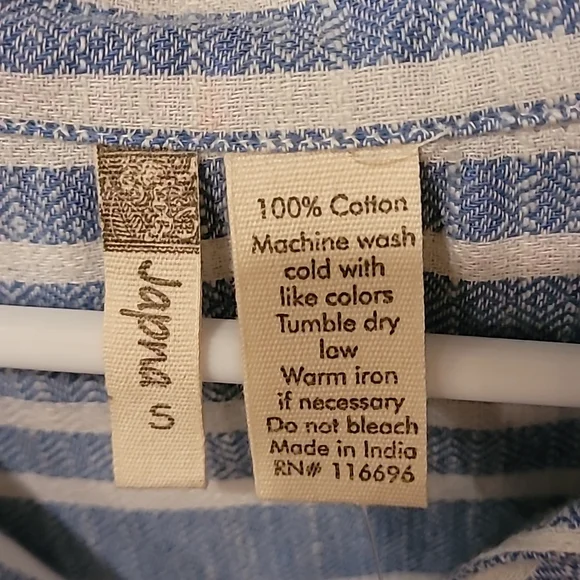 Japna S
100% Cotton
Machine wash
cold with
like colors
Tumble dry
low
Warm iron
if necessary
Do not bleach
Made in India
RN# 116696